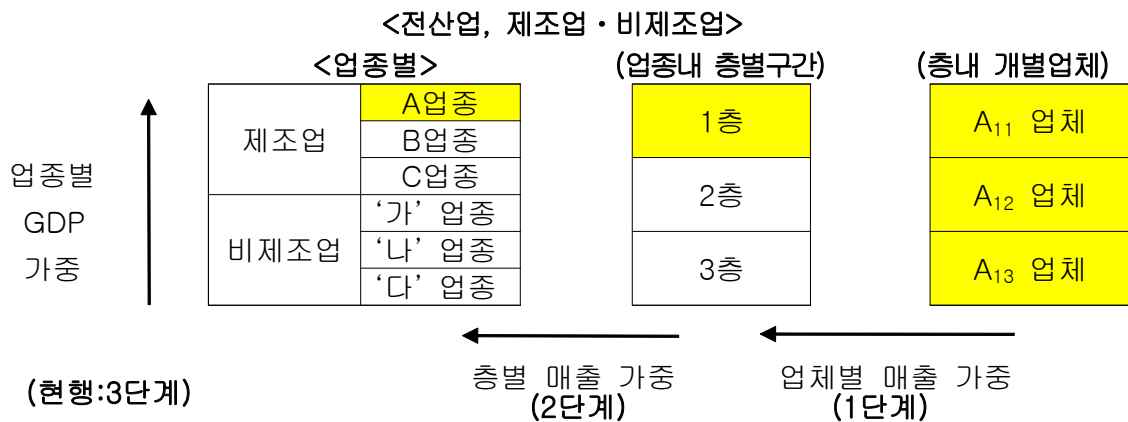 <전산업, 제조업·비제조업>
<업종별> (업종내 층별구간) (층내 개별업체)
제조업
A업종
B업종
C업종
비제조업
‘가’ 업종
‘나’ 업종
‘다’ 업종
1층
2층
3층
A₁₁ 업체
A₁₂ 업체
A₁₃ 업체
업종별
GDP
가중
(현행:3단계)
층별 매출 가중
(2단계)
업체별 매출 가중
(1단계)